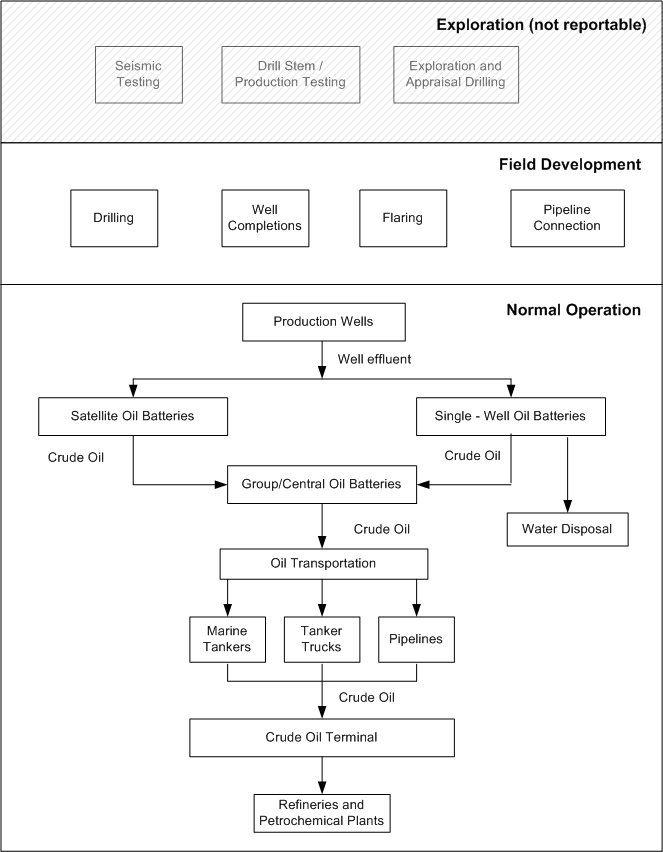 Exploration (not reportable)
Seismic
Testing
Drill Stem /
Production Testing
Exploration and
Appraisal Drilling
Field Development
Drilling
Well
Completions
Flaring
Pipeline
Connection
Normal Operation
Production Wells
Well effluent
Satellite Oil Batteries
Single - Well Oil Batteries
Crude Oil
Crude Oil
Group/Central Oil Batteries
Water Disposal
Crude Oil
Oil Transportation
Marine
Tankers
Tanker
Trucks
Pipelines
Crude Oil
Crude Oil Terminal
Refineries and
Petrochemical Plants